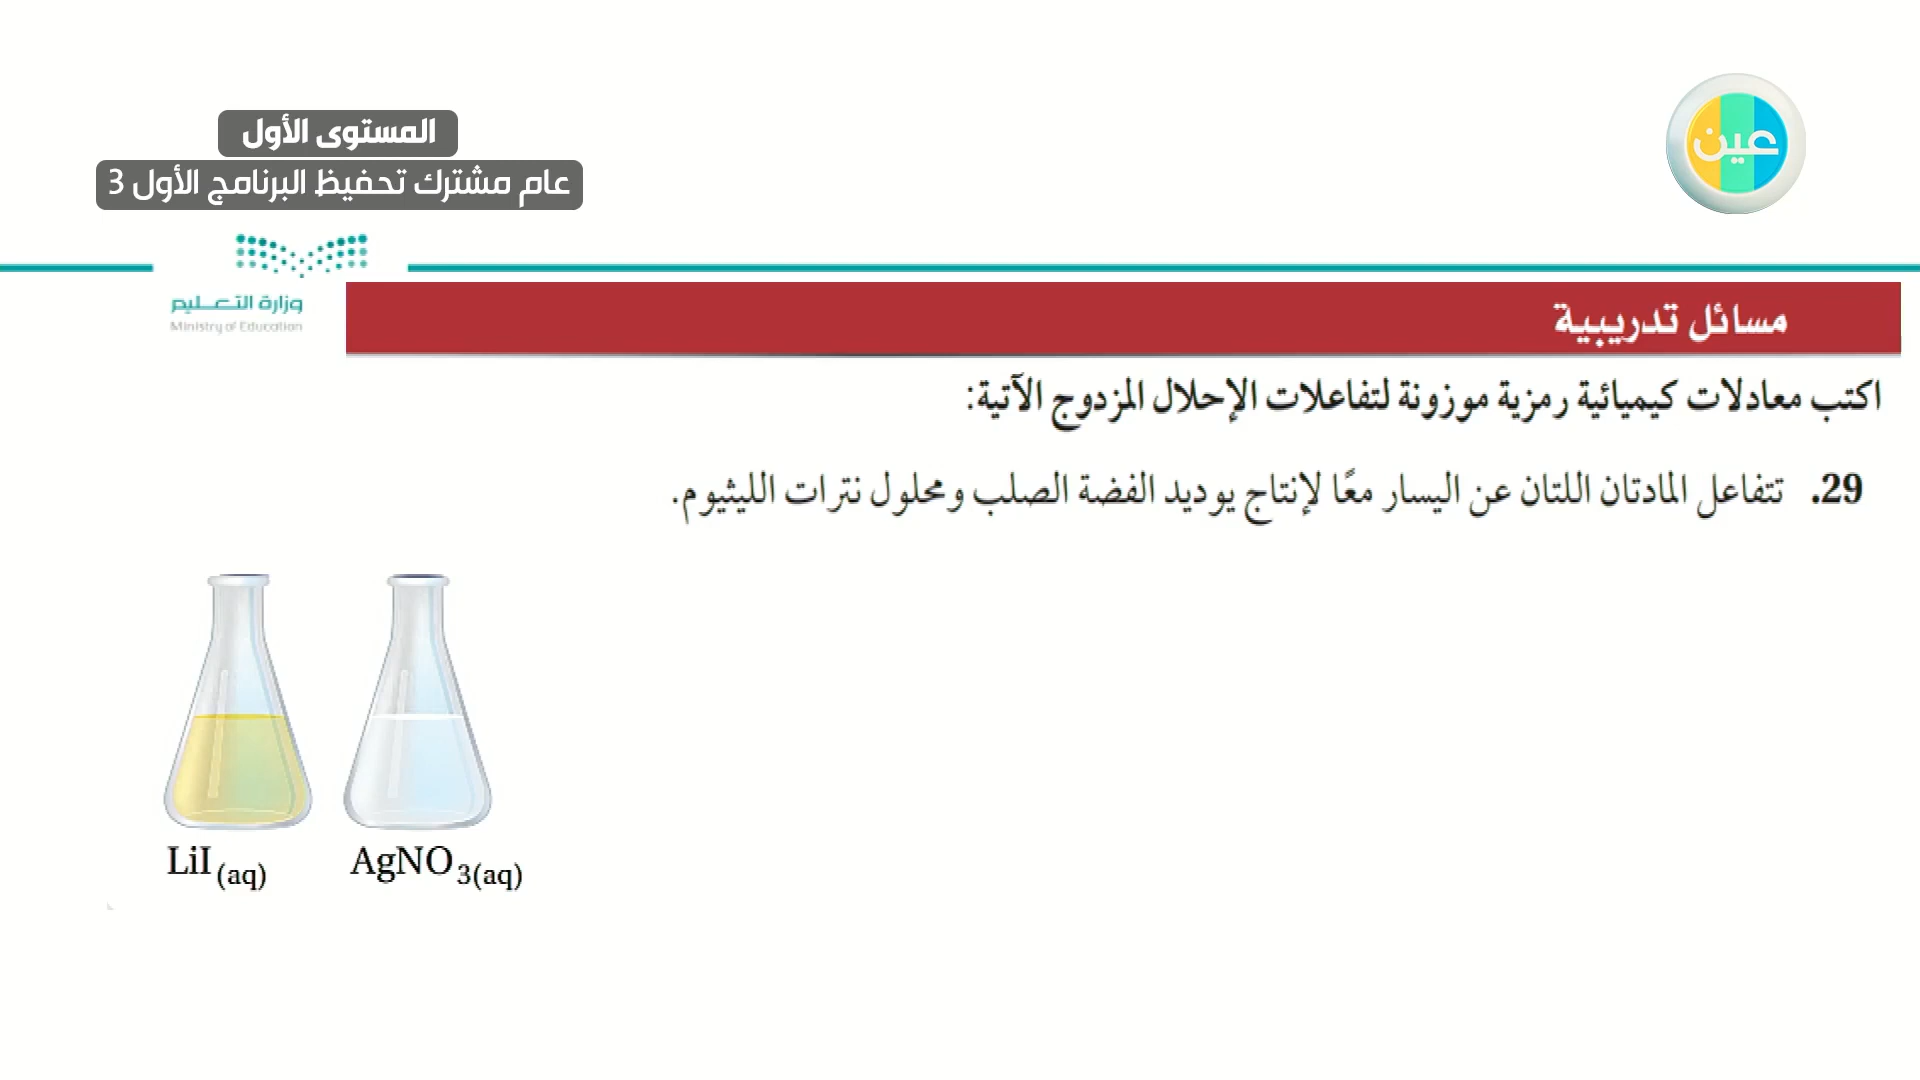 المستوى الأول
عام مشترك تحفيظ البرنامج الأول 3
عين
وزارة التعليم
Ministry of Education
مسائل تدريبية
اكتب معادلات كيميائية رمزية موزونة لتفاعلات الإحلال المزدوج الآتية:
29. تتفاعل المادتان اللتان عن اليسار معًا لإنتاج يوديد الفضة الصلب ومحلول نترات الليثيوم.
LiI(aq) AgNO3(aq)